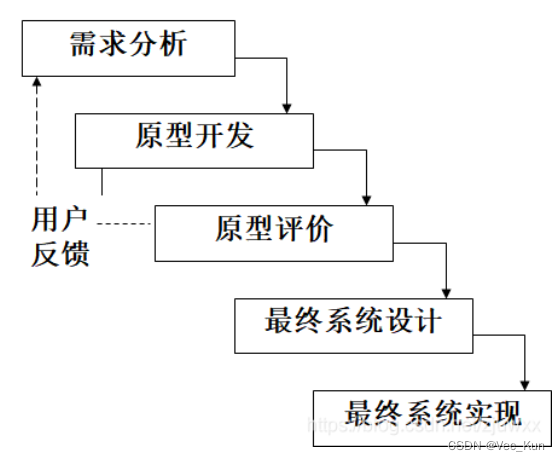 需求分析
原型开发
用户
反馈
原型评价
最终系统设计
最终系统实现
CSDN @Vee_Kun